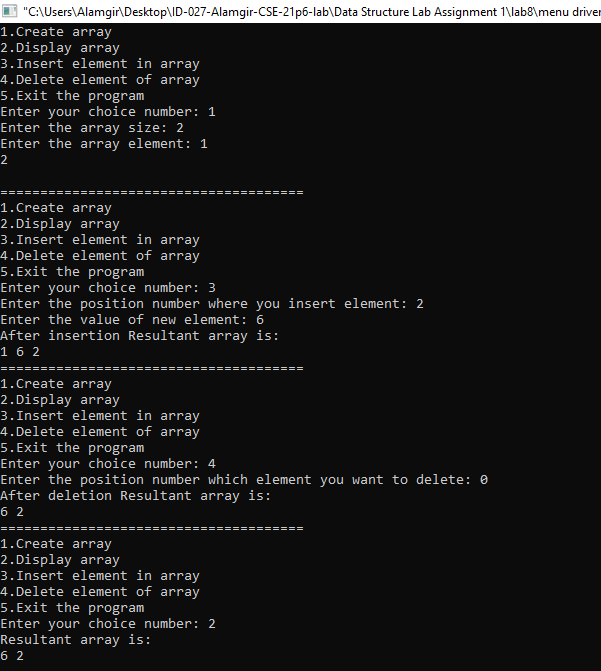 "C:\Users\Alamgir\Desktop\ID-027-Alamgir-CSE-21p6-lab\Data Structure Lab Assignment 1\lab8\menu driver
1.Create array
2.Display array
3.Insert element in array
4.Delete element of array
5.Exit the program
Enter your choice number: 1
Enter the array size: 2
Enter the array element: 1
2
======================================
1.Create array
2.Display array
3.Insert element in array
4.Delete element of array
5.Exit the program
Enter your choice number: 3
Enter the position number where you insert element: 2
Enter the value of new element: 6
After insertion Resultant array is:
1 6 2
======================================
1.Create array
2.Display array
3.Insert element in array
4.Delete element of array
5.Exit the program
Enter your choice number: 4
Enter the position number which element you want to delete: 0
After deletion Resultant array is:
6 2
======================================
1.Create array
2.Display array
3.Insert element in array
4.Delete element of array
5.Exit the program
Enter your choice number: 2
Resultant array is:
6 2